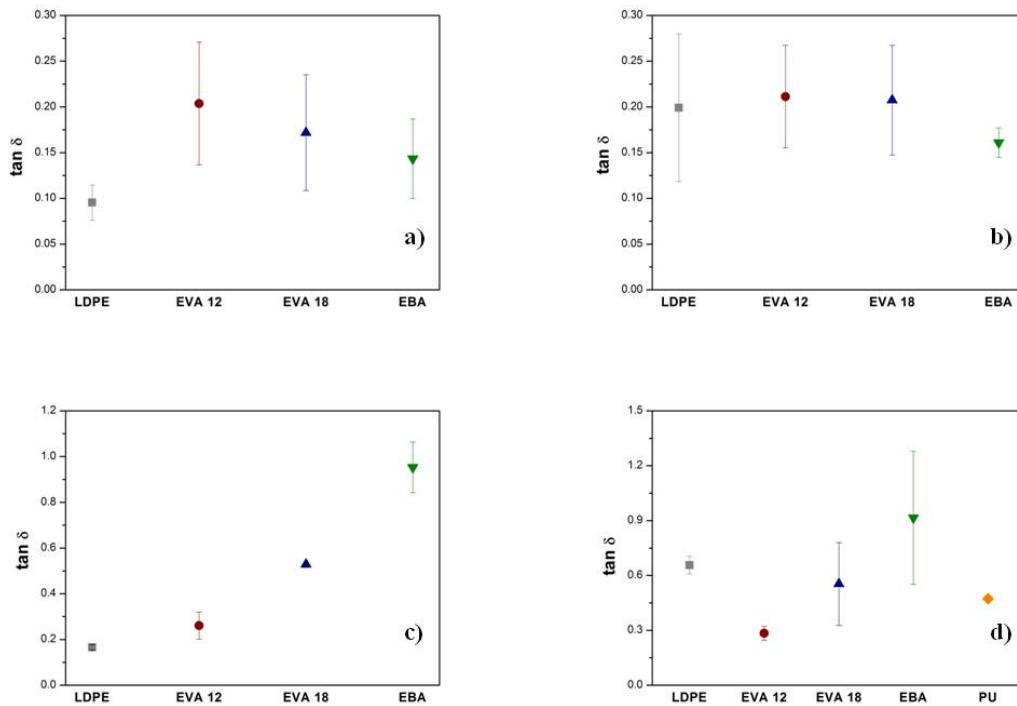 0.30
0.25
0.20
0.15
0.10
0.05
0.00
tan δ
a)
LDPE EVA 12 EVA 18 EBA
0.30
0.25
0.20
0.15
0.10
0.05
0.00
tan δ
b)
LDPE EVA 12 EVA 18 EBA
1.2
1.0
0.8
0.6
0.4
0.2
0.0
tan δ
c)
LDPE EVA 12 EVA 18 EBA
1.5
1.2
0.9
0.6
0.3
0.0
tan δ
d)
LDPE EVA 12 EVA 18 EBA PU